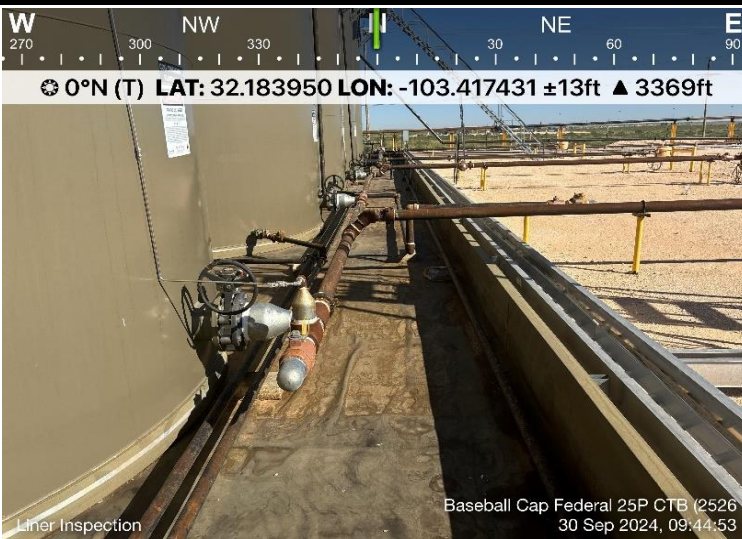 W NW N NE E
270 300 330 30 60 90
0°N (T) LAT: 32.183950 LON: -103.417431 ±13ft ▲ 3369ft
Baseball Cap Federal 25P CTB (2526
Liner Inspection 30 Sep 2024, 09:44:53